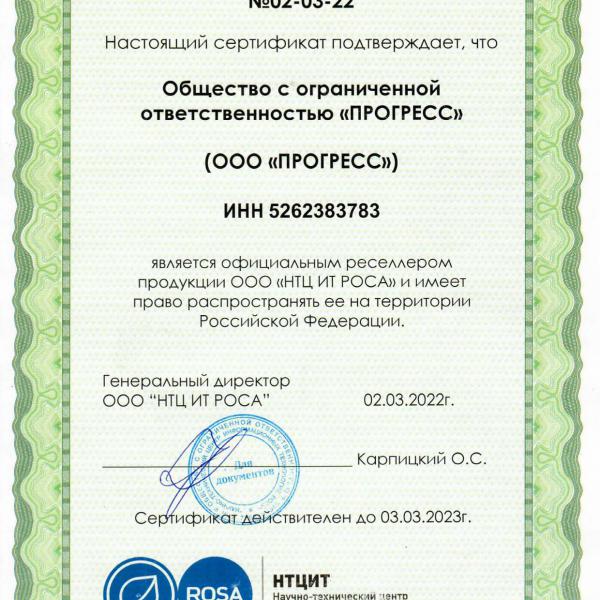 №02-03-22
Настоящий сертификат подтверждает, что
Общество с ограниченной
ответственностью «ПРОГРЕСС»
(ООО «ПРОГРЕСС»)
ИНН 5262383783
является официальным реселлером
продукции ООО «НТЦ ИТ РОСА» и имеет
право распространять ее на территории
Российской Федерации.
Генеральный директор
ООО “НТЦ ИТ РОСА” 02.03.2022г.
Для
документов
Карпицкий О.С.
Сертификат действителен до 03.03.2023г.
ROSA
НТЦИТ
Научно-технический центр